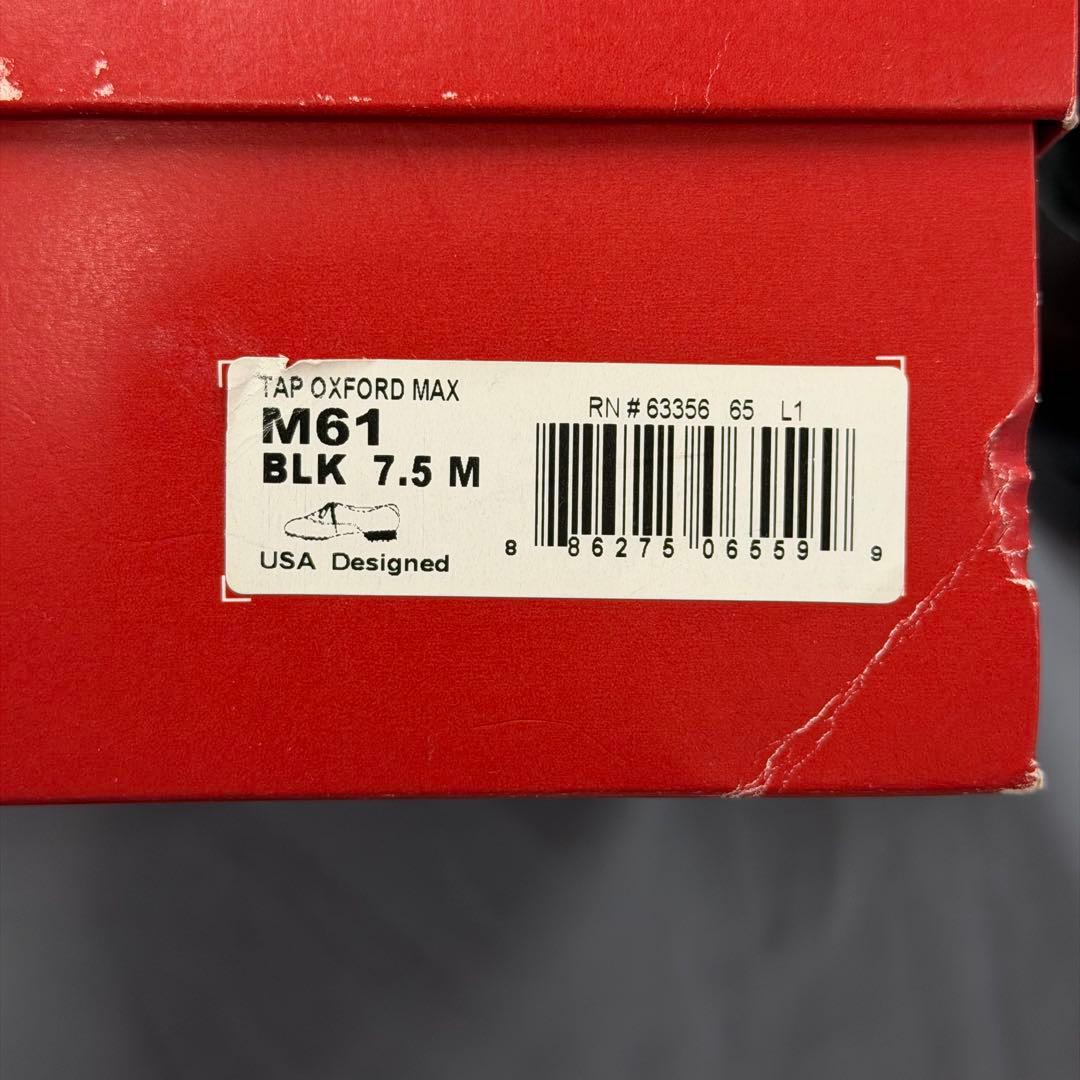 TAP OXFORD MAX
M61
BLK 7.5 M
USA Designed
RN # 63356 65 L1
8 86275 06559 9